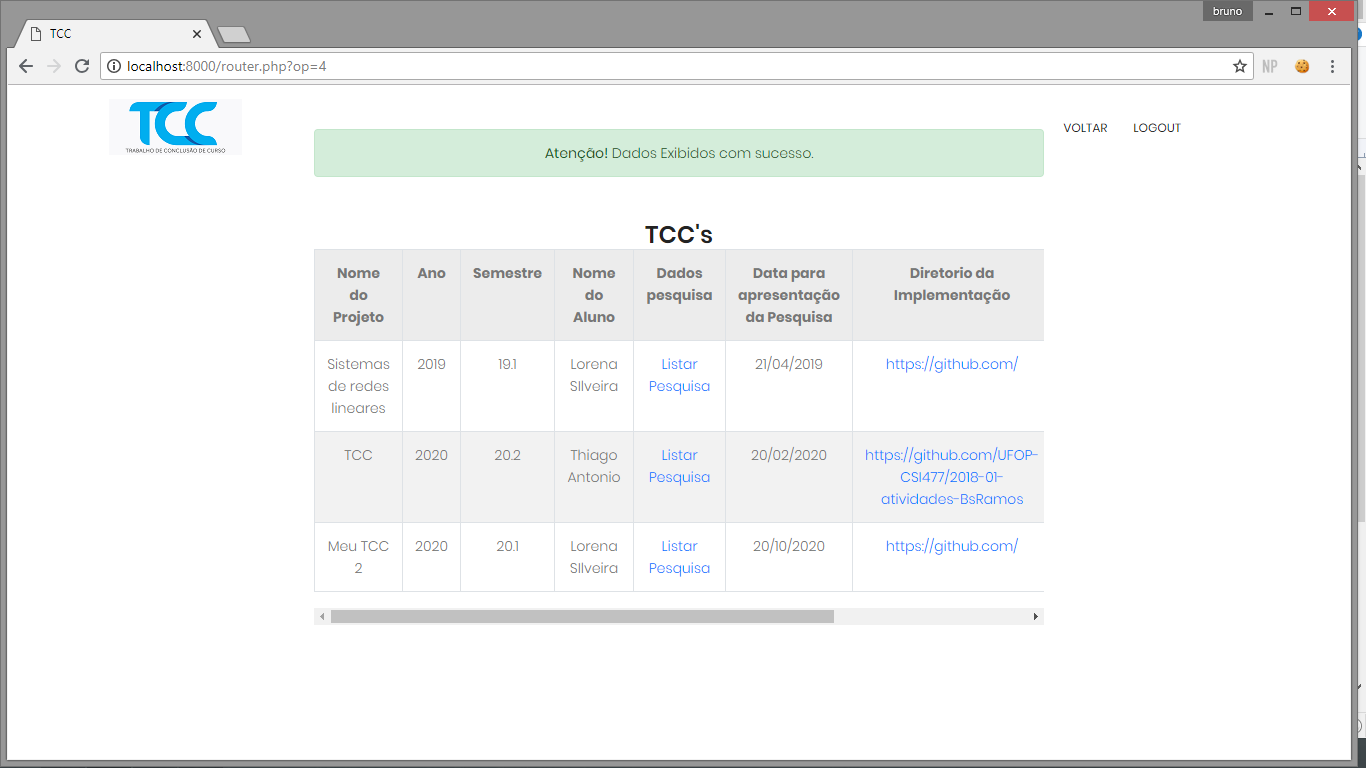 bruno
TCC
localhost:8000/router.php?op=4
NP
TCC
TRABALHO DE CONCLUSÃO DE CURSO
VOLTAR LOGOUT
Atenção! Dados Exibidos com sucesso.
TCC's
Nome do Projeto Ano Semestre Nome do Aluno Dados pesquisa Data para apresentação da Pesquisa Diretorio da Implementação
Sistemas de redes lineares 2019 19.1 Lorena SIlveira Listar Pesquisa 21/04/2019 https://github.com/
TCC 2020 20.2 Thiago Antonio Listar Pesquisa 20/02/2020 https://github.com/UFOP-CSI477/2018-01-atividades-BsRamos
Meu TCC 2 2020 20.1 Lorena SIlveira Listar Pesquisa 20/10/2020 https://github.com/